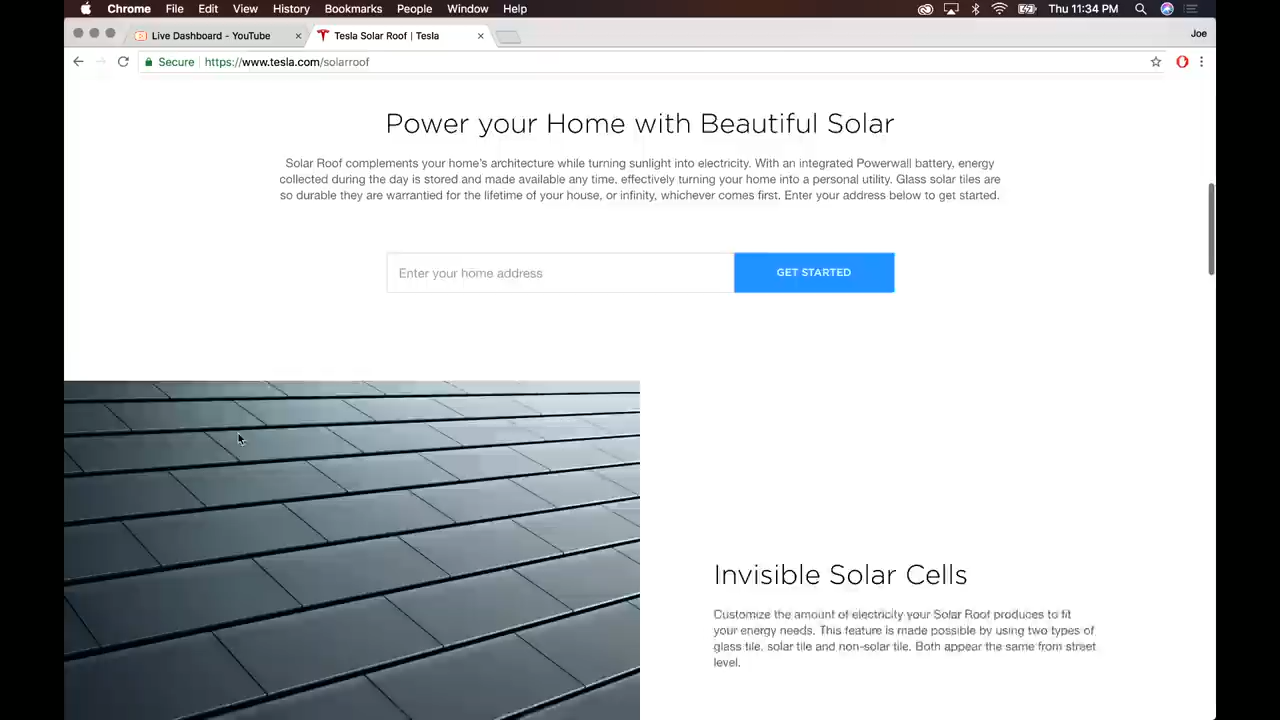 Chrome File Edit View History Bookmarks People Window Help Thu 11:34 PM
Live Dashboard - YouTube Tesla Solar Roof | Tesla Joe
Secure https://www.tesla.com/solarroof
Power your Home with Beautiful Solar
Solar Roof complements your home's architecture while turning sunlight into electricity. With an integrated Powerwall battery, energy
collected during the day is stored and made available any time, effectively turning your home into a personal utility. Glass solar tiles are
so durable they are warrantied for the lifetime of your house, or infinity, whichever comes first. Enter your address below to get started.
Enter your home address GET STARTED
Invisible Solar Cells
Customize the amount of electricity your Solar Roof produces to fit
your energy needs. This feature is made possible by using two types of
glass tile, solar tile and non-solar tile. Both appear the same from street
level.